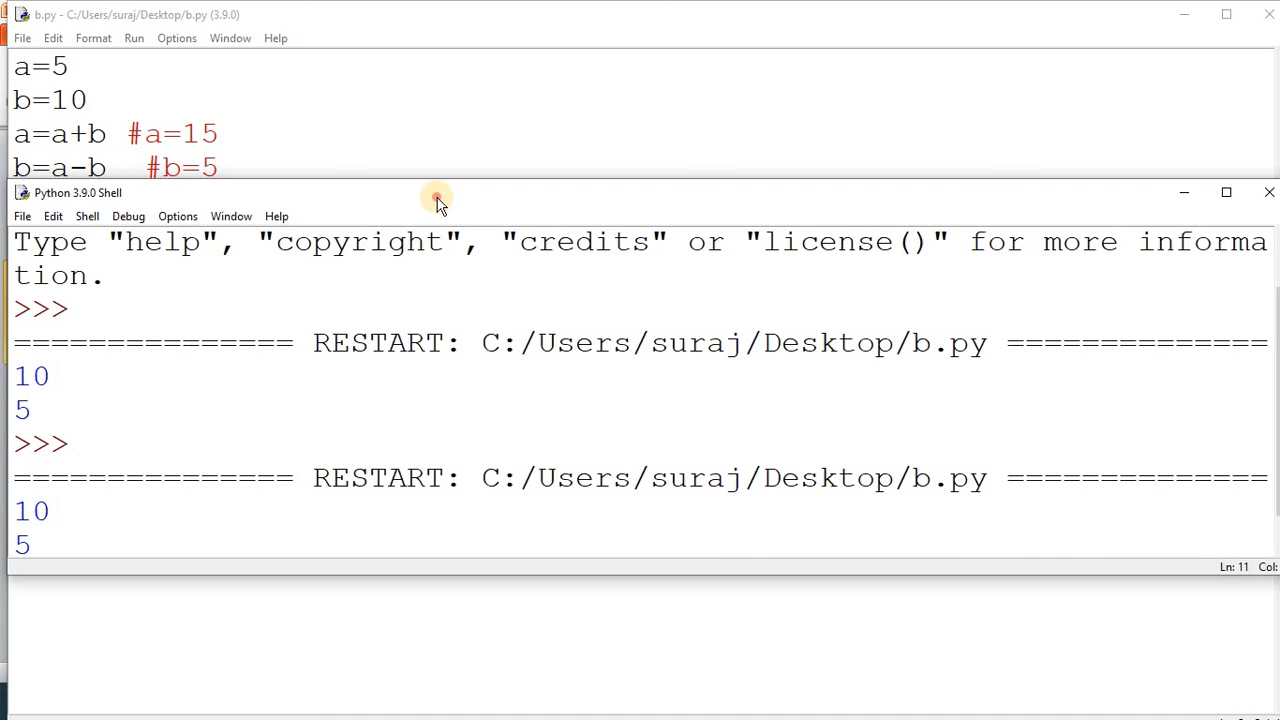 b.py - C:/Users/suraj/Desktop/b.py (3.9.0)
File Edit Format Run Options Window Help
a=5
b=10
a=a+b #a=15
b=a-b #b=5
Python 3.9.0 Shell
File Edit Shell Debug Options Window Help
Type "help", "copyright", "credits" or "license()" for more informa
tion.
>>>
=============== RESTART: C:/Users/suraj/Desktop/b.py ==============
10
5
>>>
=============== RESTART: C:/Users/suraj/Desktop/b.py ==============
10
5
Ln: 11 Col: